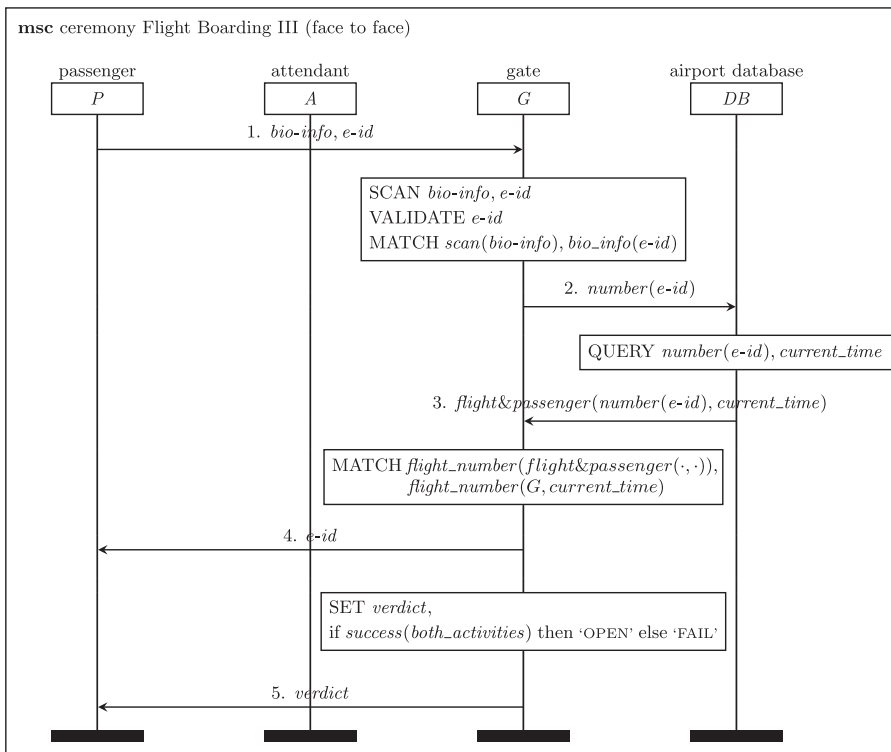 msc ceremony Flight Boarding III (face to face)
passenger attendant gate airport database
P A G DB
1. bio-info, e-id
SCAN bio-info, e-id
VALIDATE e-id
MATCH scan(bio-info), bio_info(e-id)
2. number(e-id)
QUERY number(e-id), current_time
3. flight&passenger(number(e-id), current_time)
MATCH flight_number(flight&passenger(·, ·)),
flight_number(G, current_time)
4. e-id
SET verdict,
if success(both_activities) then ‘OPEN’ else ‘FAIL’
5. verdict